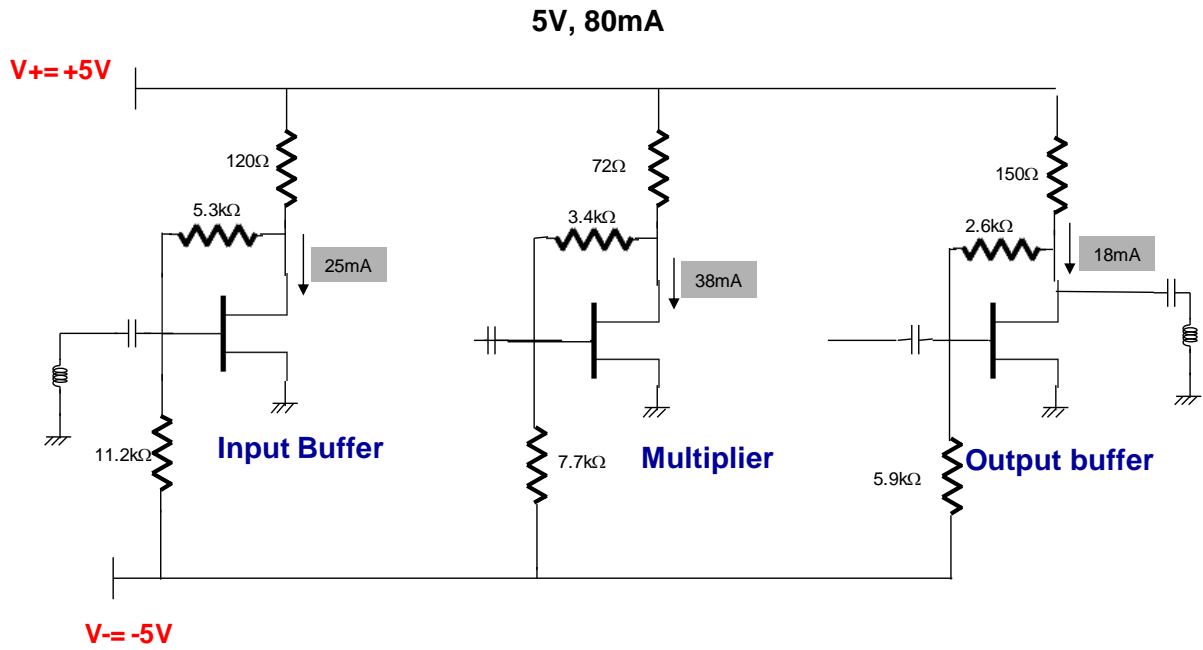 5V, 80mA
V+= +5V
120Ω
72Ω
150Ω
5.3kΩ
3.4kΩ
2.6kΩ
25mA
38mA
18mA
Input Buffer
Multiplier
Output buffer
11.2kΩ
7.7kΩ
5.9kΩ
V-= -5V